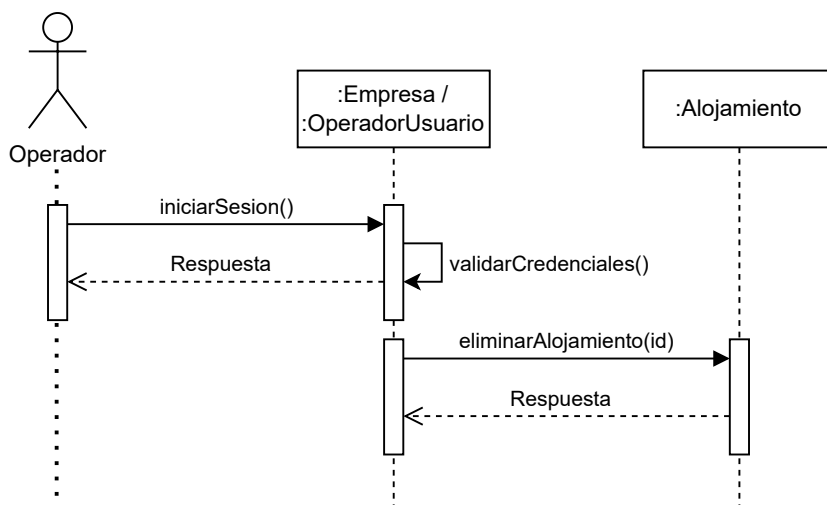 :Empresa /
:OperadorUsuario
:Alojamiento
Operador
iniciarSesion()
Respuesta
validarCredenciales()
eliminarAlojamiento(id)
Respuesta